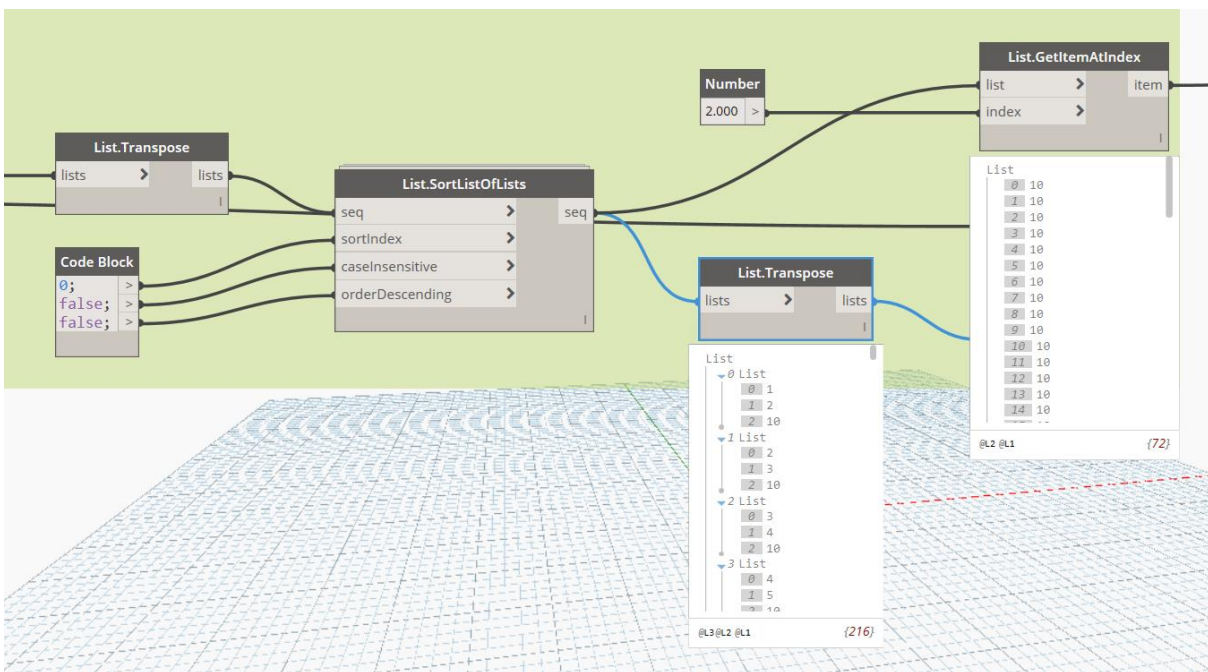 List.GetItemAtIndex
list > item
index >
l
Number
2.000 >
List.Transpose
lists > lists
l
List.SortListOfLists
seq > seq
sortIndex >
caseInsensitive >
orderDescending >
l
Code Block
0; >
false; >
false; >
List.Transpose
lists > lists
l
List
0 List
0 1
1 2
2 10
1 List
0 2
1 3
2 10
2 List
0 3
1 4
2 10
3 List
0 4
1 5
2 10
@L3 @L2 @L1 {216}
List
0 10
1 10
2 10
3 10
4 10
5 10
6 10
7 10
8 10
9 10
10 10
11 10
12 10
13 10
14 10
@L2 @L1 {72}